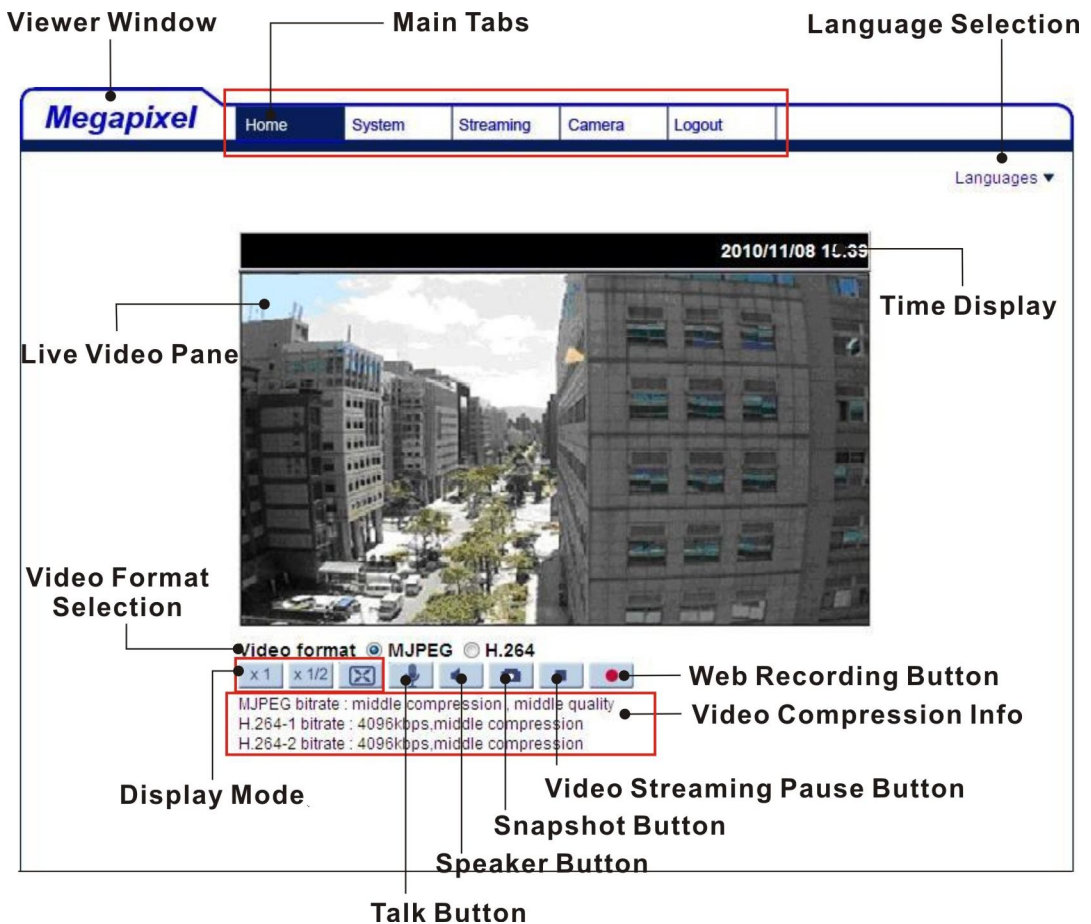 Viewer Window
Main Tabs
Language Selection
Megapixel
Home
System
Streaming
Camera
Logout
Languages ▼
2010/11/08
Time Display
Live Video Pane
Video Format
Selection
Video format MJPEG H.264
x 1
x 1/2
Web Recording Button
MJPEG bitrate : middle compression , middle quality
Video Compression Info
H.264-1 bitrate : 4096kbps,middle compression
H.264-2 bitrate : 4096kbps,middle compression
Display Mode
Video Streaming Pause Button
Snapshot Button
Speaker Button
Talk Button